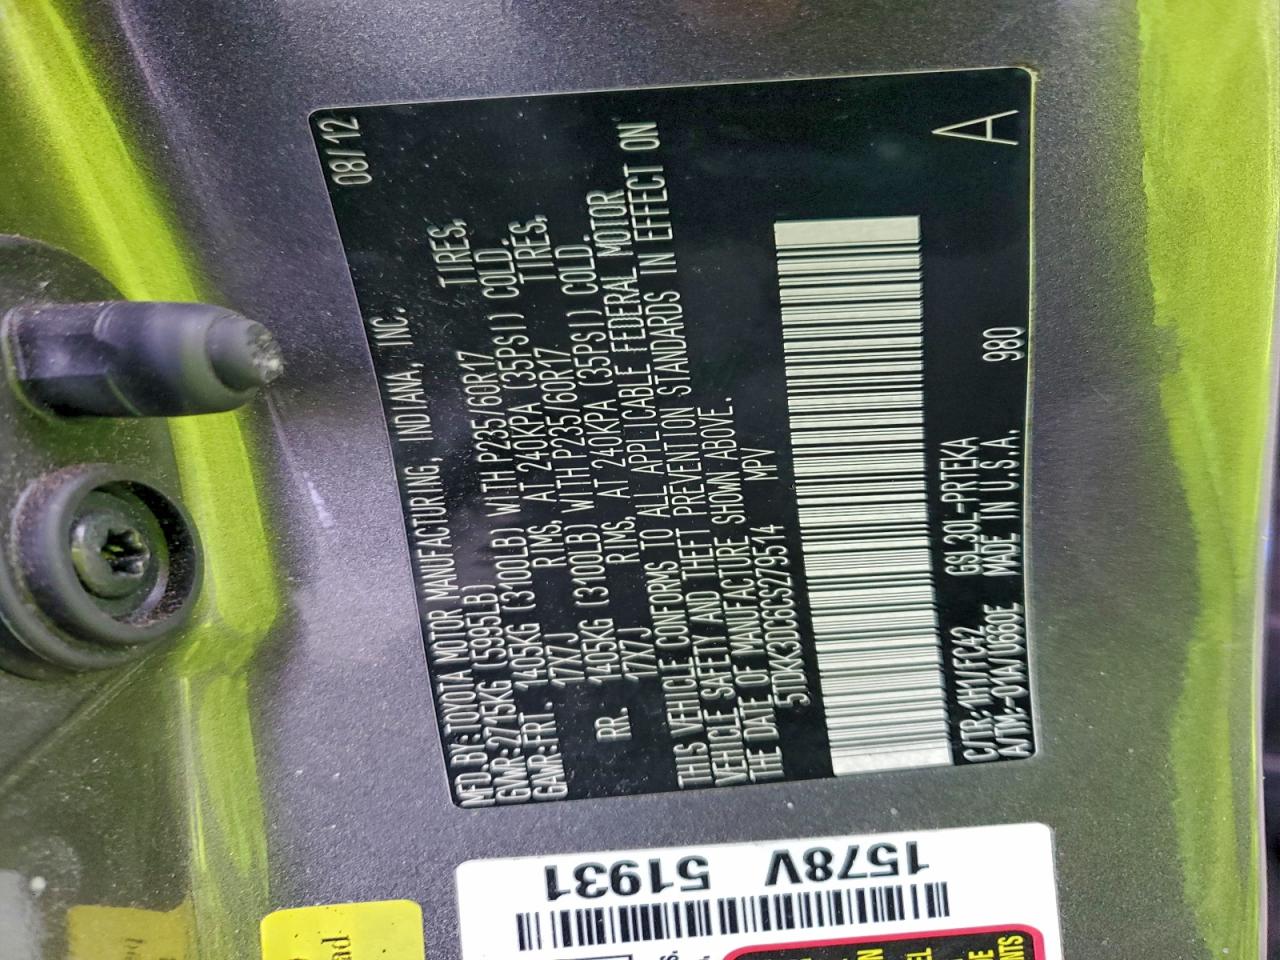 MFD.BY:TOYOTA MOTOR MANUFACTURING, INDIANA, INC. 08/12
GVWR:2715KG (5995LB)
GAWR:FRT. 1405KG (3100LB) WITH P235/60R17 TIRES,
17X7J RIMS, AT 240KPA (35PSI) COLD.
RR. 1405KG (3100LB) WITH P235/60R17 TIRES,
17X7J RIMS, AT 240KPA (35PSI) COLD.
THIS VEHICLE CONFORMS TO ALL APPLICABLE FEDERAL MOTOR
VEHICLE SAFETY AND THEFT PREVENTION STANDARDS IN EFFECT ON
THE DATE OF MANUFACTURE SHOWN ABOVE.
5TDKK3DC6CS279514 MPV
C/TR:1H1/FC42 GSL30L-PRTEKA
A/TM:-01A/U660E MADE IN U.S.A. 980 A
1578V 51931
ad